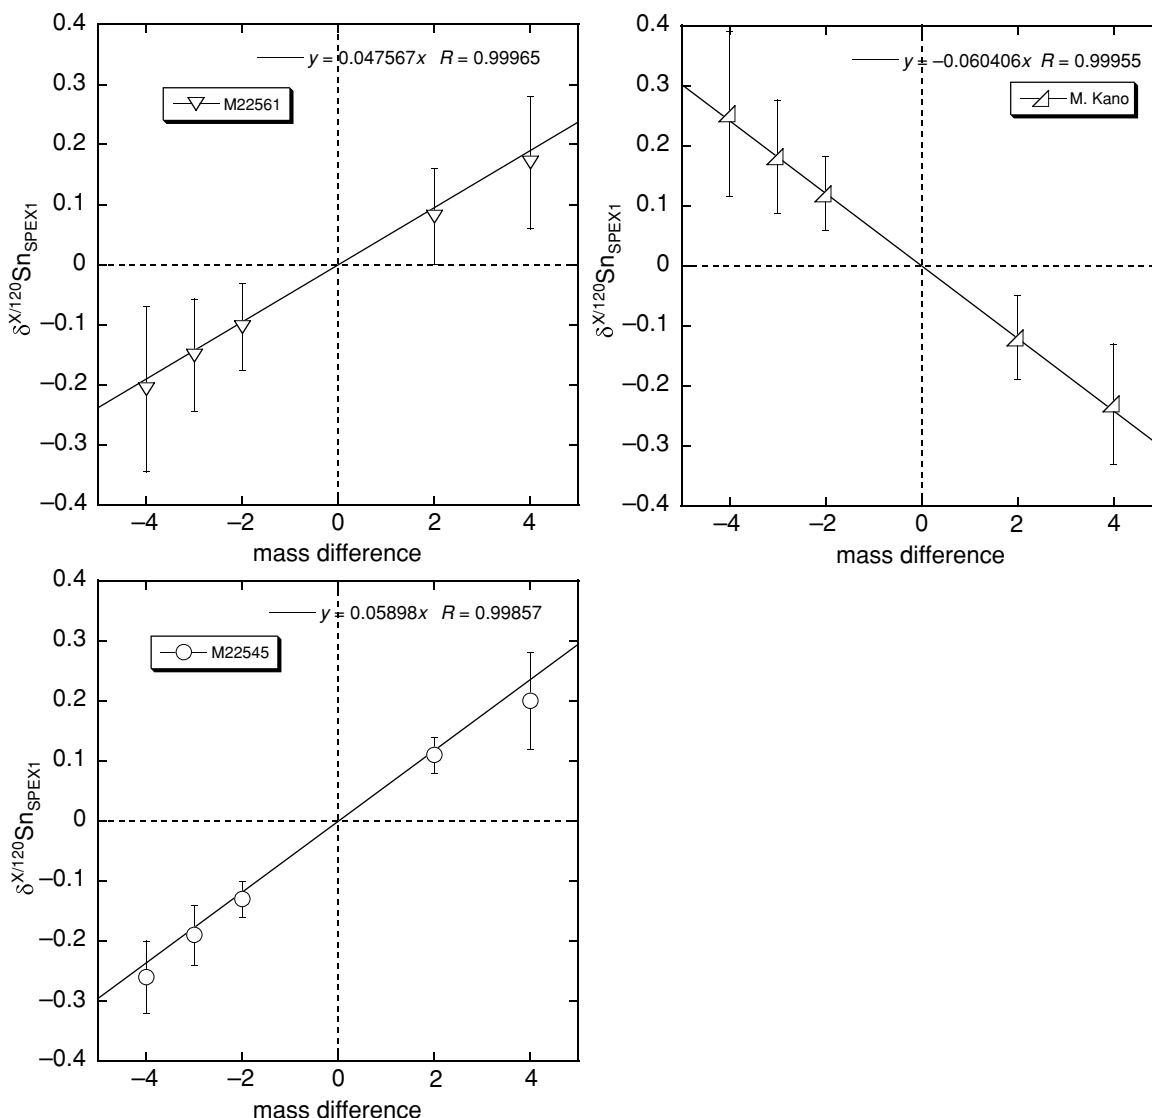 0.4
0.3
0.2
0.1
0
–0.1
–0.2
–0.3
–0.4
δX/120SnSPEX1
y = 0.047567x R = 0.99965
M22561
–4 –2 0 2 4
mass difference
0.4
0.3
0.2
0.1
0
–0.1
–0.2
–0.3
–0.4
δX/120SnSPEX1
y = –0.060406x R = 0.99955
M. Kano
–4 –2 0 2 4
mass difference
0.4
0.3
0.2
0.1
0
–0.1
–0.2
–0.3
–0.4
δX/120SnSPEX1
y = 0.05898x R = 0.99857
M22545
–4 –2 0 2 4
mass difference